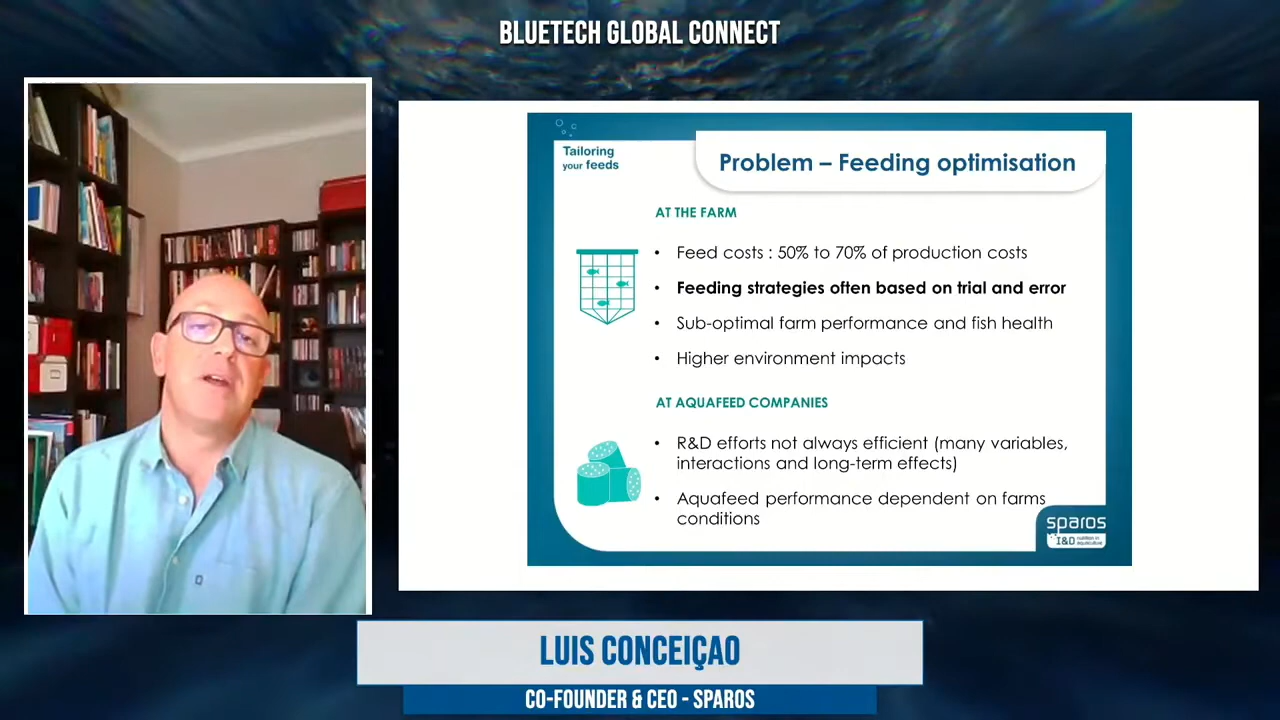 BLUETECH GLOBAL CONNECT
Tailoring
your feeds
Problem – Feeding optimisation
AT THE FARM
• Feed costs : 50% to 70% of production costs
• Feeding strategies often based on trial and error
• Sub-optimal farm performance and fish health
• Higher environment impacts
AT AQUAFEED COMPANIES
• R&D efforts not always efficient (many variables,
interactions and long-term effects)
• Aquafeed performance dependent on farms
conditions
sparos
I&D nutrition in
aquaculture
LUIS CONCEIÇAO
CO-FOUNDER & CEO - SPAROS